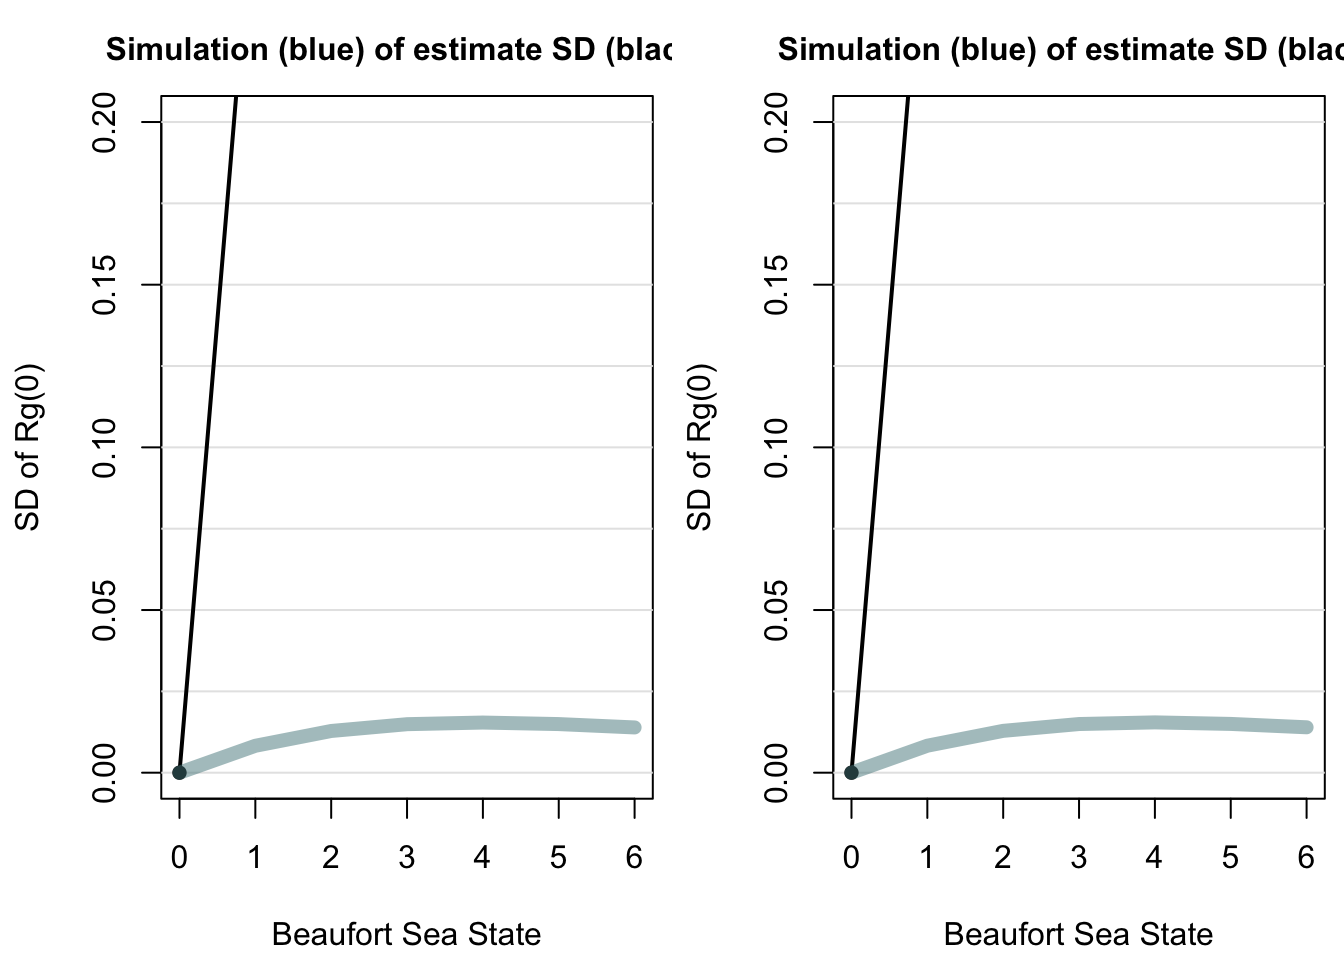 Simulation (blue) of estimate SD (blac
SD of Rg(0)
0.20
0.15
0.10
0.05
0.00
0 1 2 3 4 5 6
Beaufort Sea State
Simulation (blue) of estimate SD (blac
SD of Rg(0)
0.20
0.15
0.10
0.05
0.00
0 1 2 3 4 5 6
Beaufort Sea State